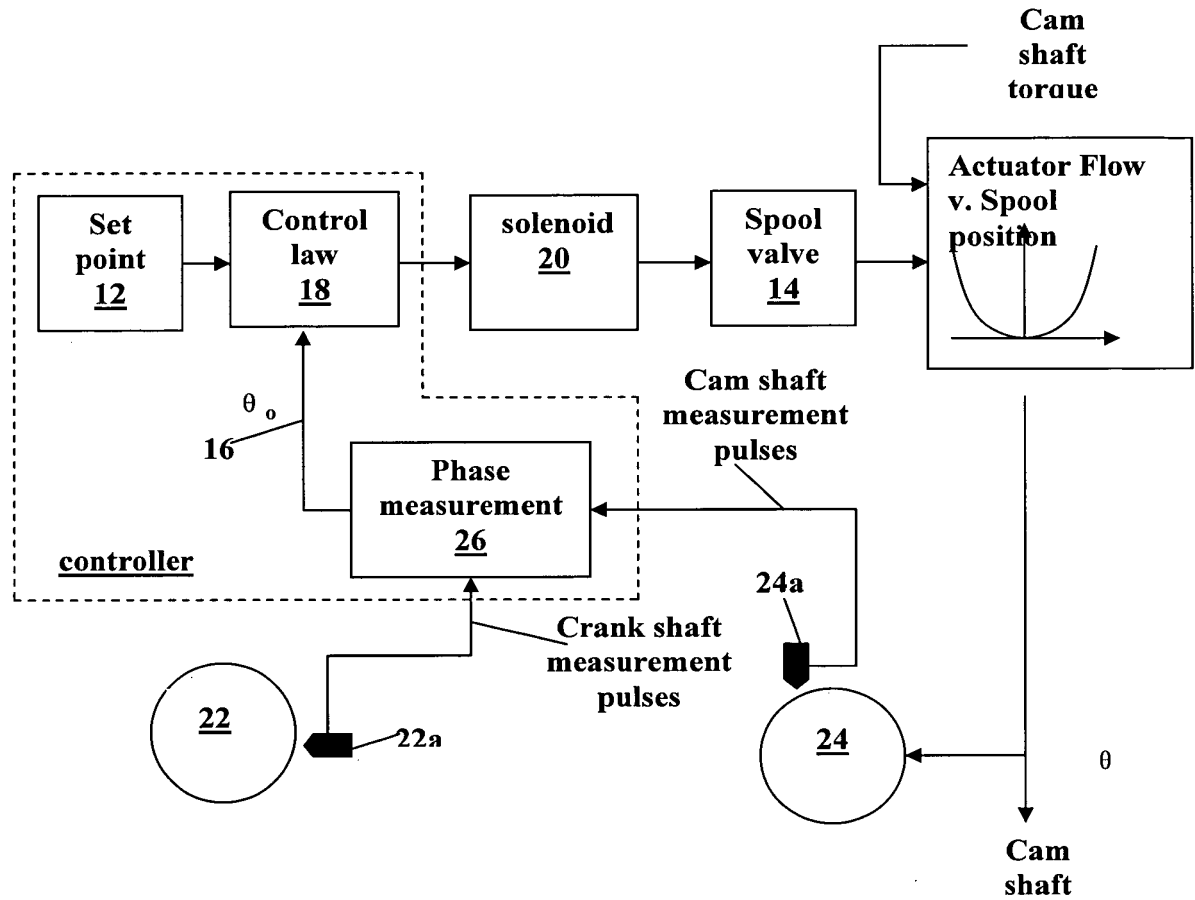 Cam
shaft
torque
Set
point
12
Control
law
18
solenoid
20
Spool
valve
14
Actuator Flow
v. Spool
position
θ o
16
Phase
measurement
26
controller
Cam shaft
measurement
pulses
24a
Crank shaft
measurement
pulses
22
22a
24
θ
Cam
shaft